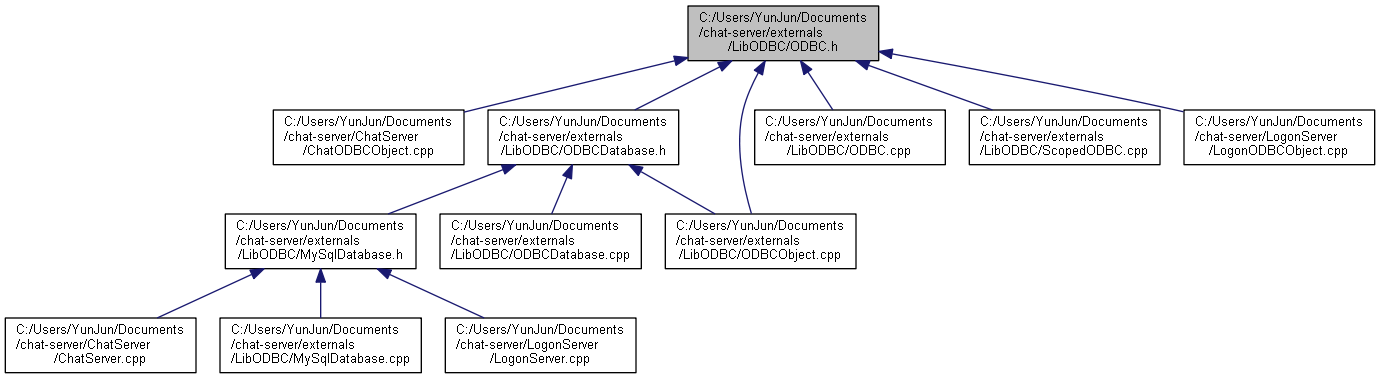 C:/Users/YunJun/Documents
/chat-server/externals
/LibODBC/ODBC.h
C:/Users/YunJun/Documents
/chat-server/ChatServer
/ChatODBCObject.cpp
C:/Users/YunJun/Documents
/chat-server/externals
/LibODBC/ODBCDatabase.h
C:/Users/YunJun/Documents
/chat-server/externals
/LibODBC/ODBC.cpp
C:/Users/YunJun/Documents
/chat-server/externals
/LibODBC/ScopedODBC.cpp
C:/Users/YunJun/Documents
/chat-server/LogonServer
/LogonODBCObject.cpp
C:/Users/YunJun/Documents
/chat-server/externals
/LibODBC/MySqlDatabase.h
C:/Users/YunJun/Documents
/chat-server/externals
/LibODBC/ODBCDatabase.cpp
C:/Users/YunJun/Documents
/chat-server/externals
/LibODBC/ODBCObject.cpp
C:/Users/YunJun/Documents
/chat-server/ChatServer
/ChatServer.cpp
C:/Users/YunJun/Documents
/chat-server/externals
/LibODBC/MySqlDatabase.cpp
C:/Users/YunJun/Documents
/chat-server/LogonServer
/LogonServer.cpp